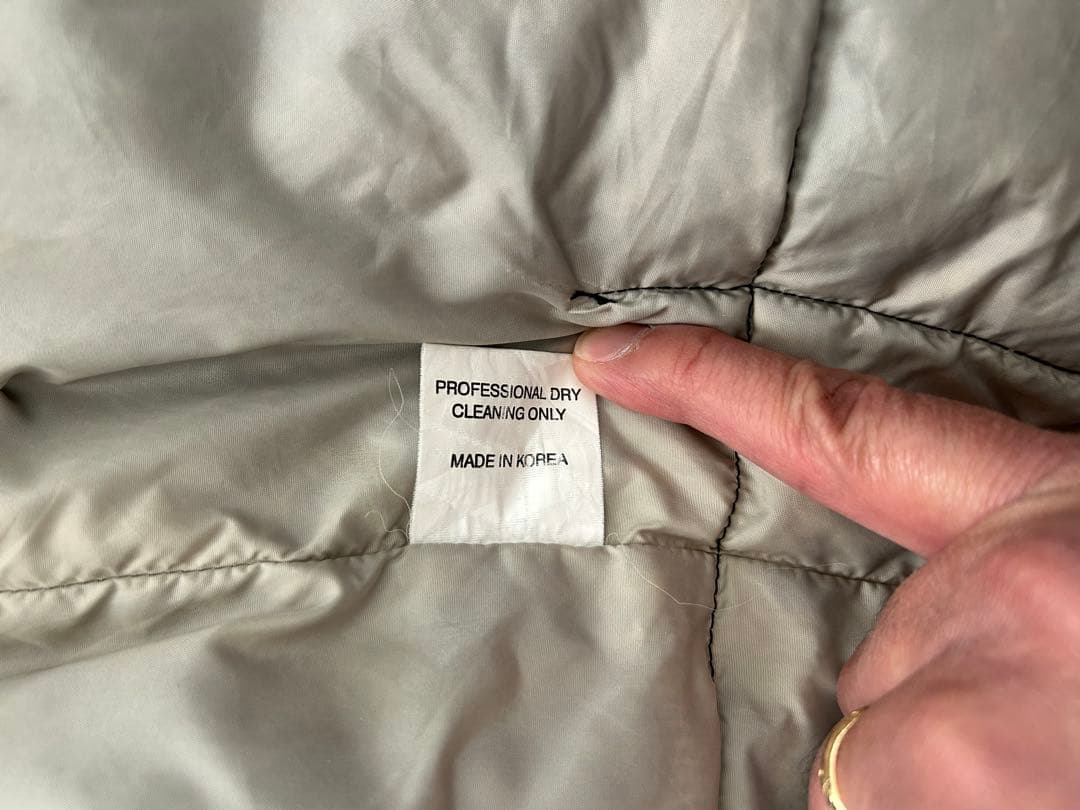 PROFESSIONAL DRY
CLEANING ONLY
MADE IN KOREA